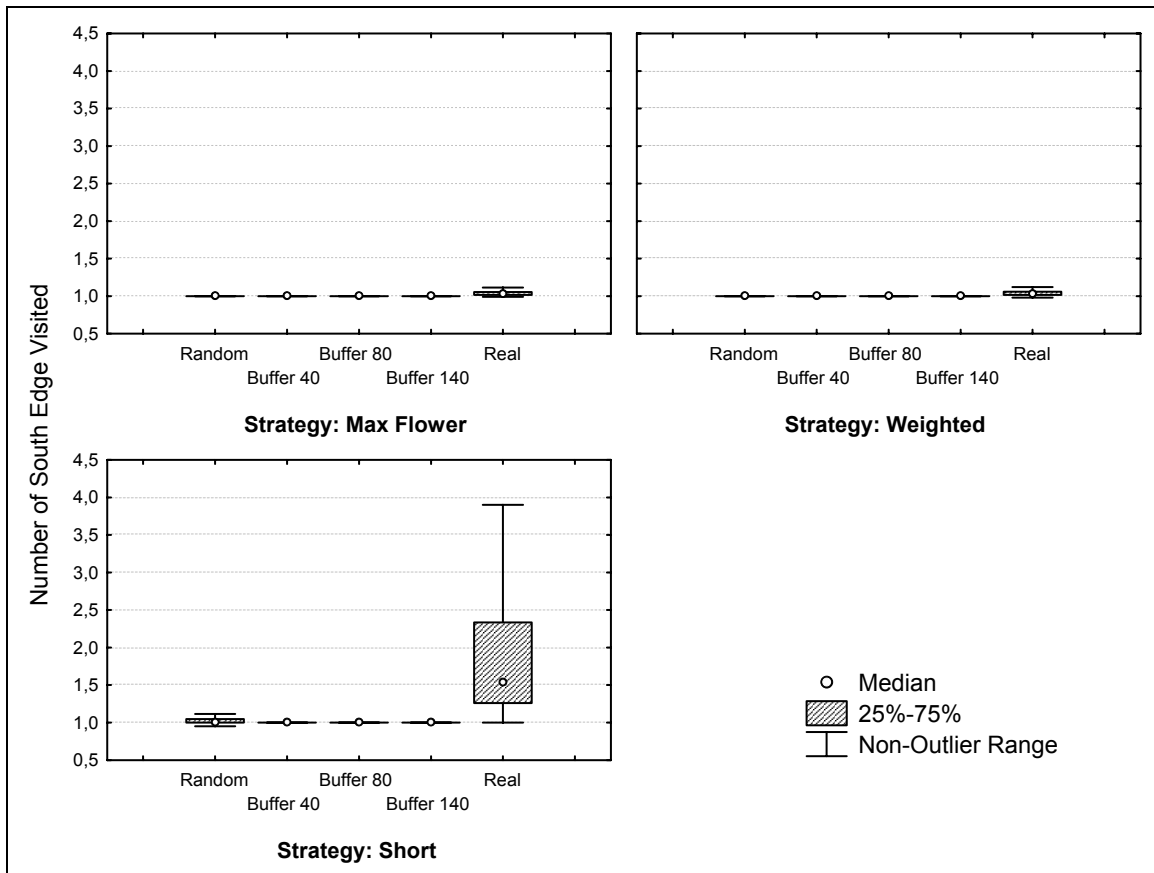 Number of South Edge Visited
4,5
4,0
3,5
3,0
2,5
2,0
1,5
1,0
0,5
Random
Buffer 40
Buffer 80
Buffer 140
Real
Strategy: Max Flower
Random
Buffer 40
Buffer 80
Buffer 140
Real
Strategy: Weighted
4,5
4,0
3,5
3,0
2,5
2,0
1,5
1,0
0,5
Random
Buffer 40
Buffer 80
Buffer 140
Real
Strategy: Short
Median
25%-75%
Non-Outlier Range